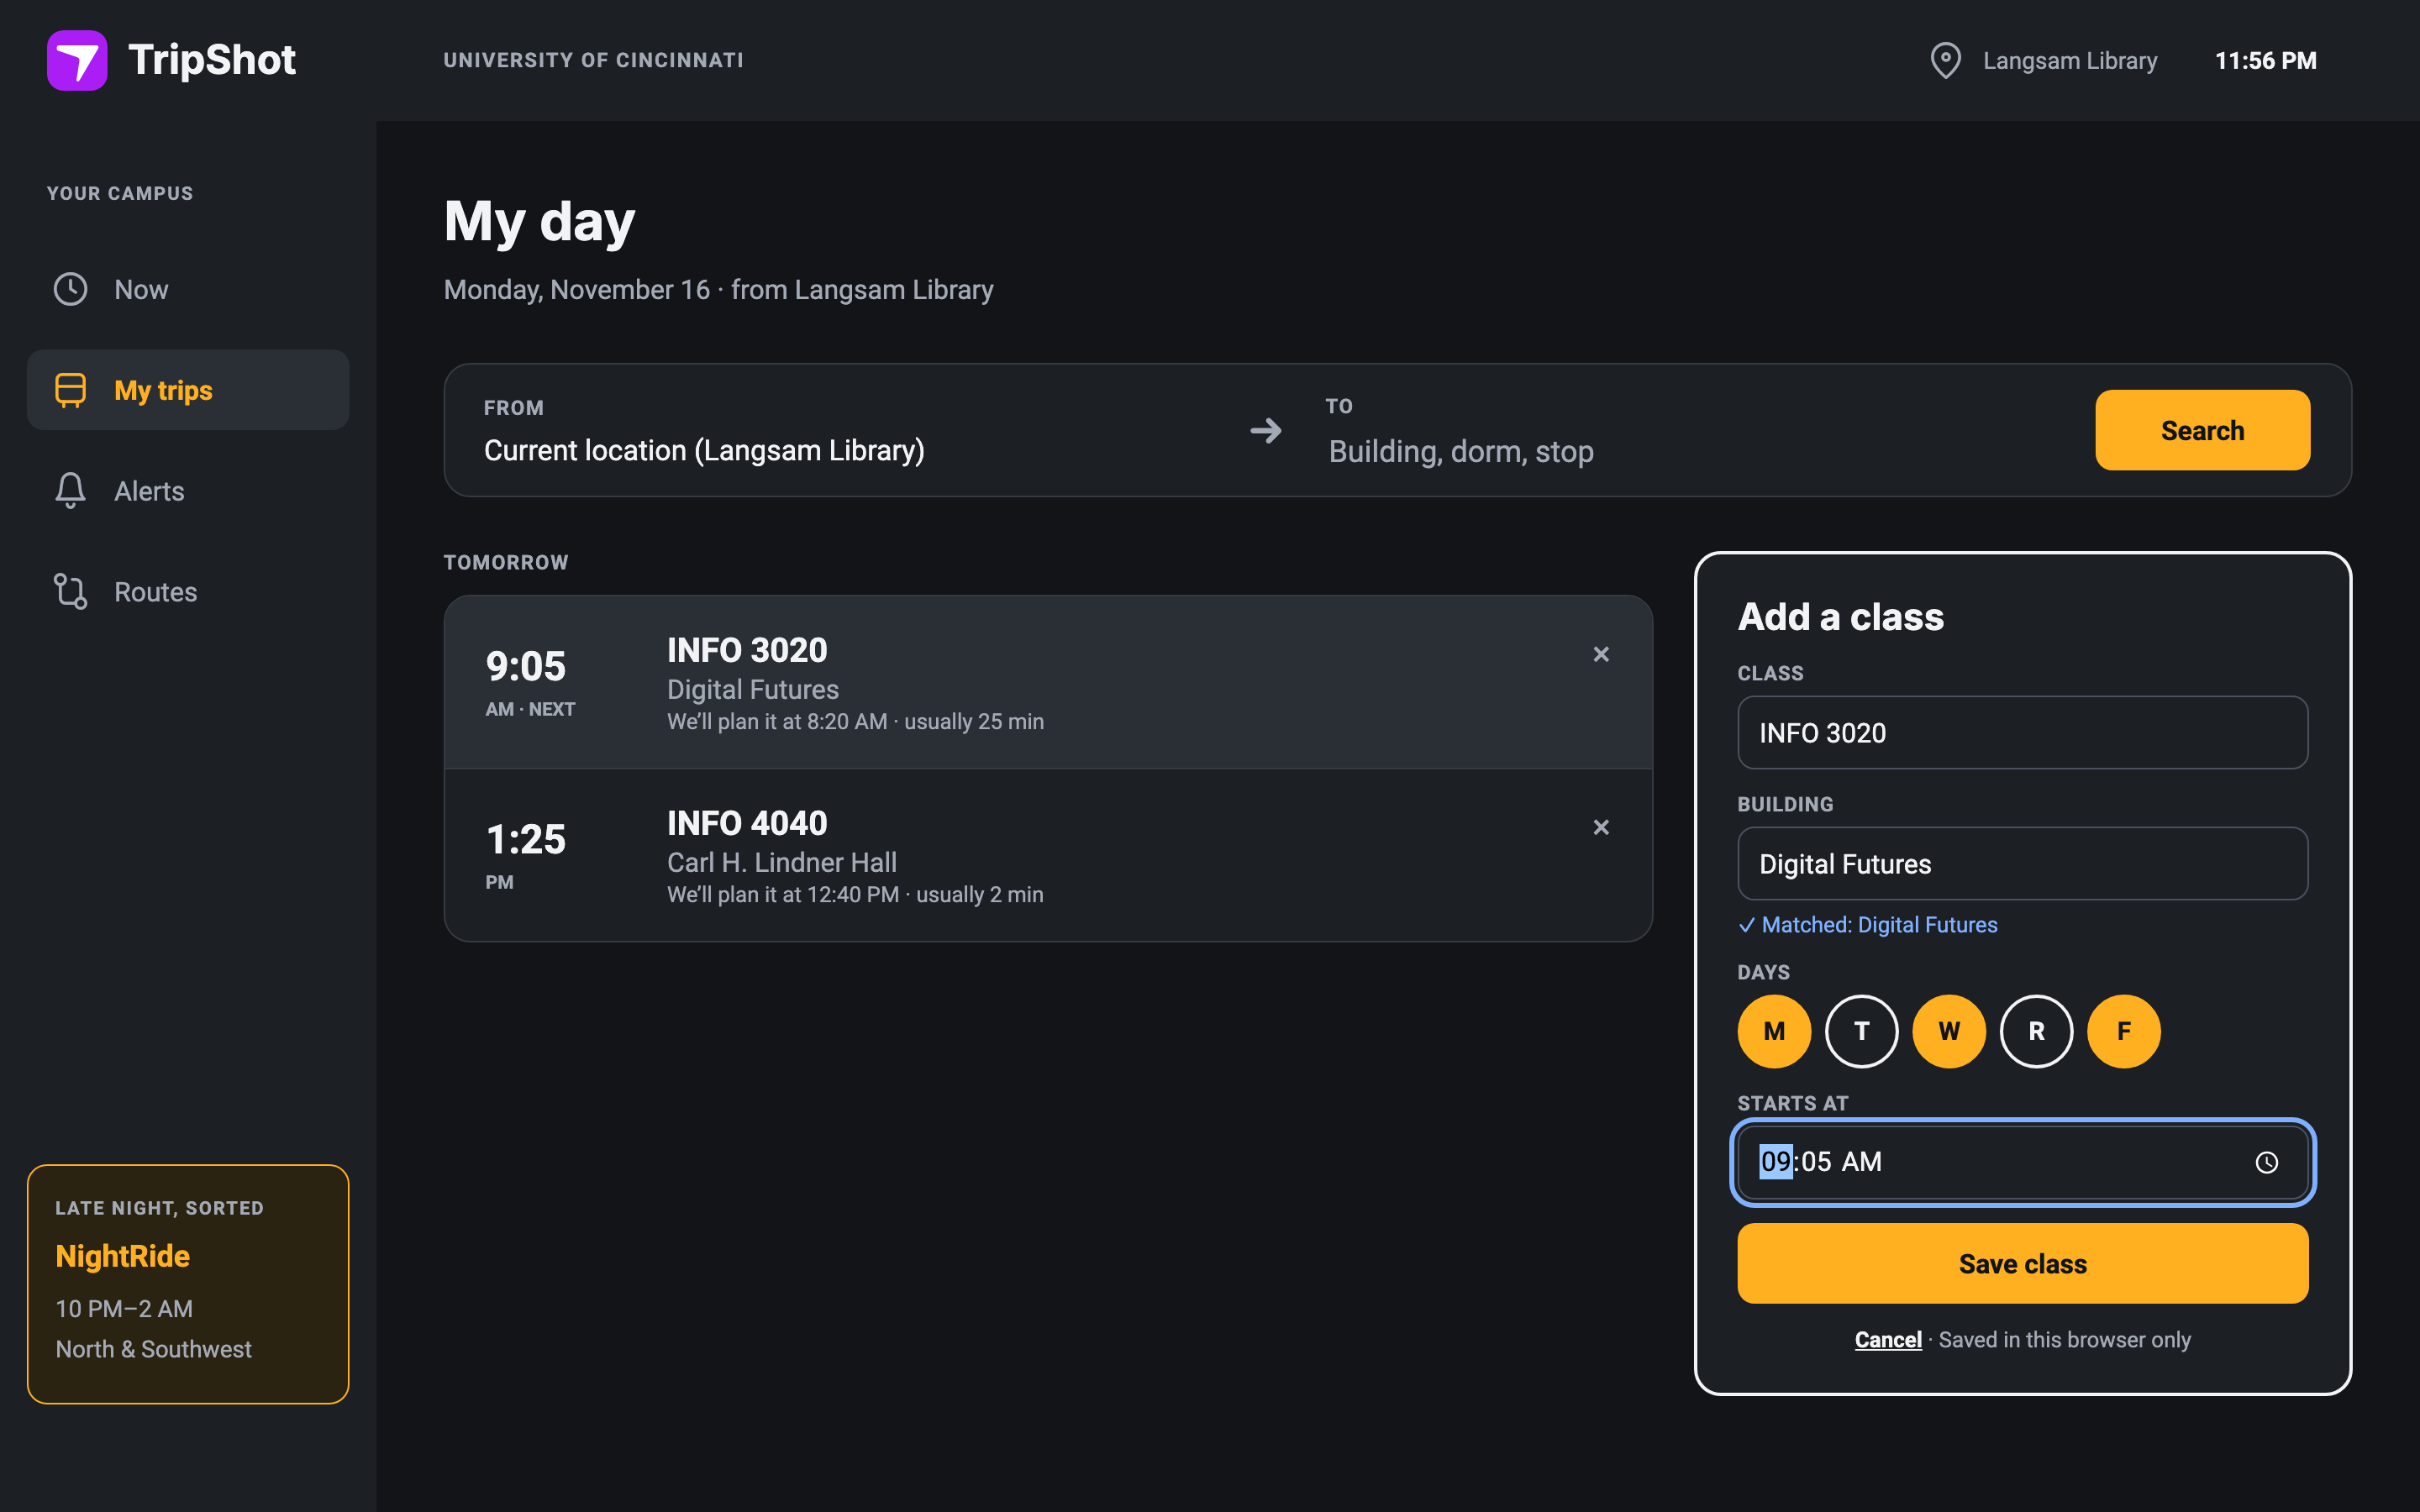 TripShot
UNIVERSITY OF CINCINNATI
Langsam Library
11:56 PM
YOUR CAMPUS
Now
My trips
Alerts
Routes
LATE NIGHT, SORTED
NightRide
10 PM–2 AM
North & Southwest
My day
Monday, November 16 · from Langsam Library
FROM
Current location (Langsam Library)
TO
Building, dorm, stop
Search
TOMORROW
9:05
AM · NEXT
INFO 3020
Digital Futures
We’ll plan it at 8:20 AM · usually 25 min
1:25
PM
INFO 4040
Carl H. Lindner Hall
We’ll plan it at 12:40 PM · usually 2 min
Add a class
CLASS
INFO 3020
BUILDING
Digital Futures
✓ Matched: Digital Futures
DAYS
M T W R F
STARTS AT
09:05 AM
Save class
Cancel · Saved in this browser only